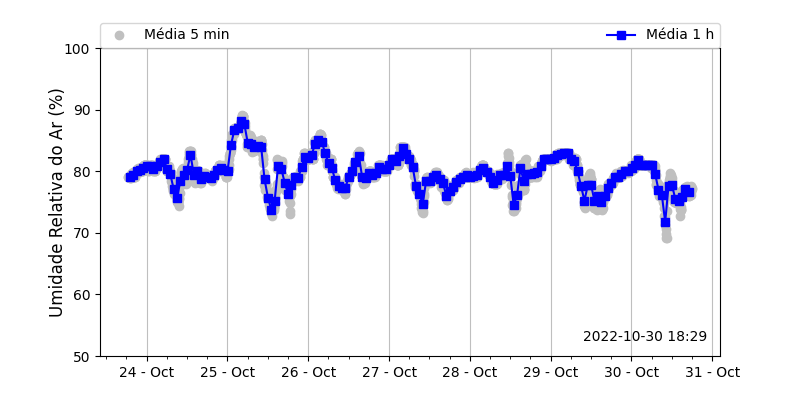 Média 5 min Média 1 h
100
90
80
70
60
50
Umidade Relativa do Ar (%)
2022-10-30 18:29
24 - Oct 25 - Oct 26 - Oct 27 - Oct 28 - Oct 29 - Oct 30 - Oct 31 - Oct